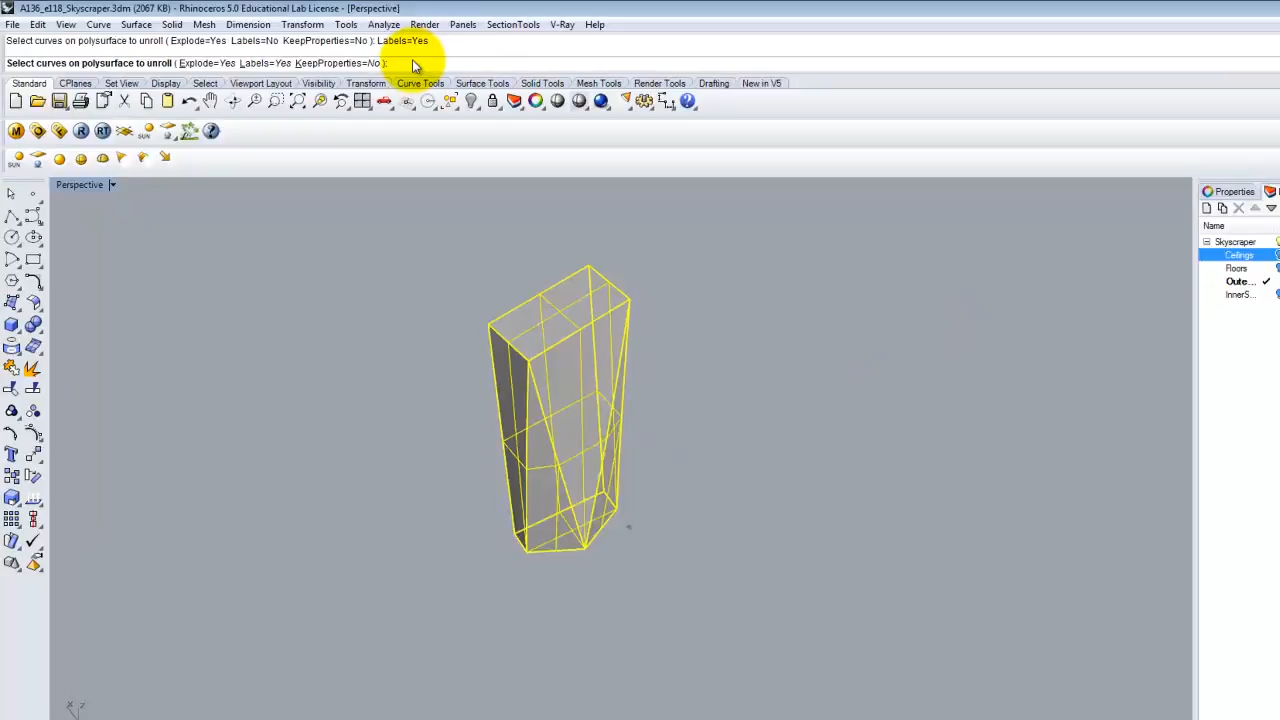 A136_e118_Skyscraper.3dm (2067 KB) - Rhinoceros 5.0 Educational Lab License - [Perspective]
File Edit View Curve Surface Solid Mesh Dimension Transform Tools Analyze Render Panels SectionTools V-Ray Help
Select curves on polysurface to unroll ( Explode=Yes Labels=No KeepProperties=No ): Labels=Yes
Select curves on polysurface to unroll ( Explode=Yes Labels=Yes KeepProperties=No ):
Standard CPlanes Set View Display Select Viewport Layout Visibility Transform Curve Tools Surface Tools Solid Tools Mesh Tools Render Tools Drafting New in V5
M O R RT SUN
SUN
Perspective
Properties
Name
Skyscraper
Ceilings
Floors
Oute...
InnerS...
x z